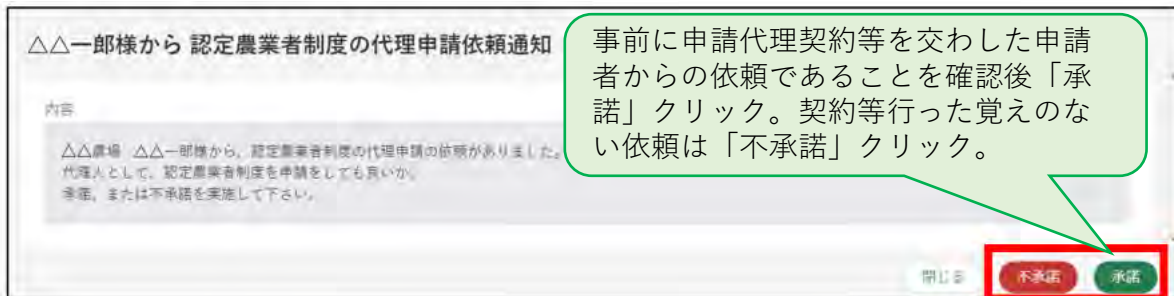 △△一郎様から 認定農業者制度の代理申請依頼通知
事前に申請代理契約等を交わした申請
者からの依頼であることを確認後「承
諾」クリック。契約等行った覚えのな
い依頼は「不承諾」クリック。
内容
△△農場 △△一郎様から、認定農業者制度の代理申請の依頼がありました。
代理人として、認定農業者制度を申請をしても良いか。
承諾、または不承諾を実施して下さい。
閉じる 不承諾 承諾